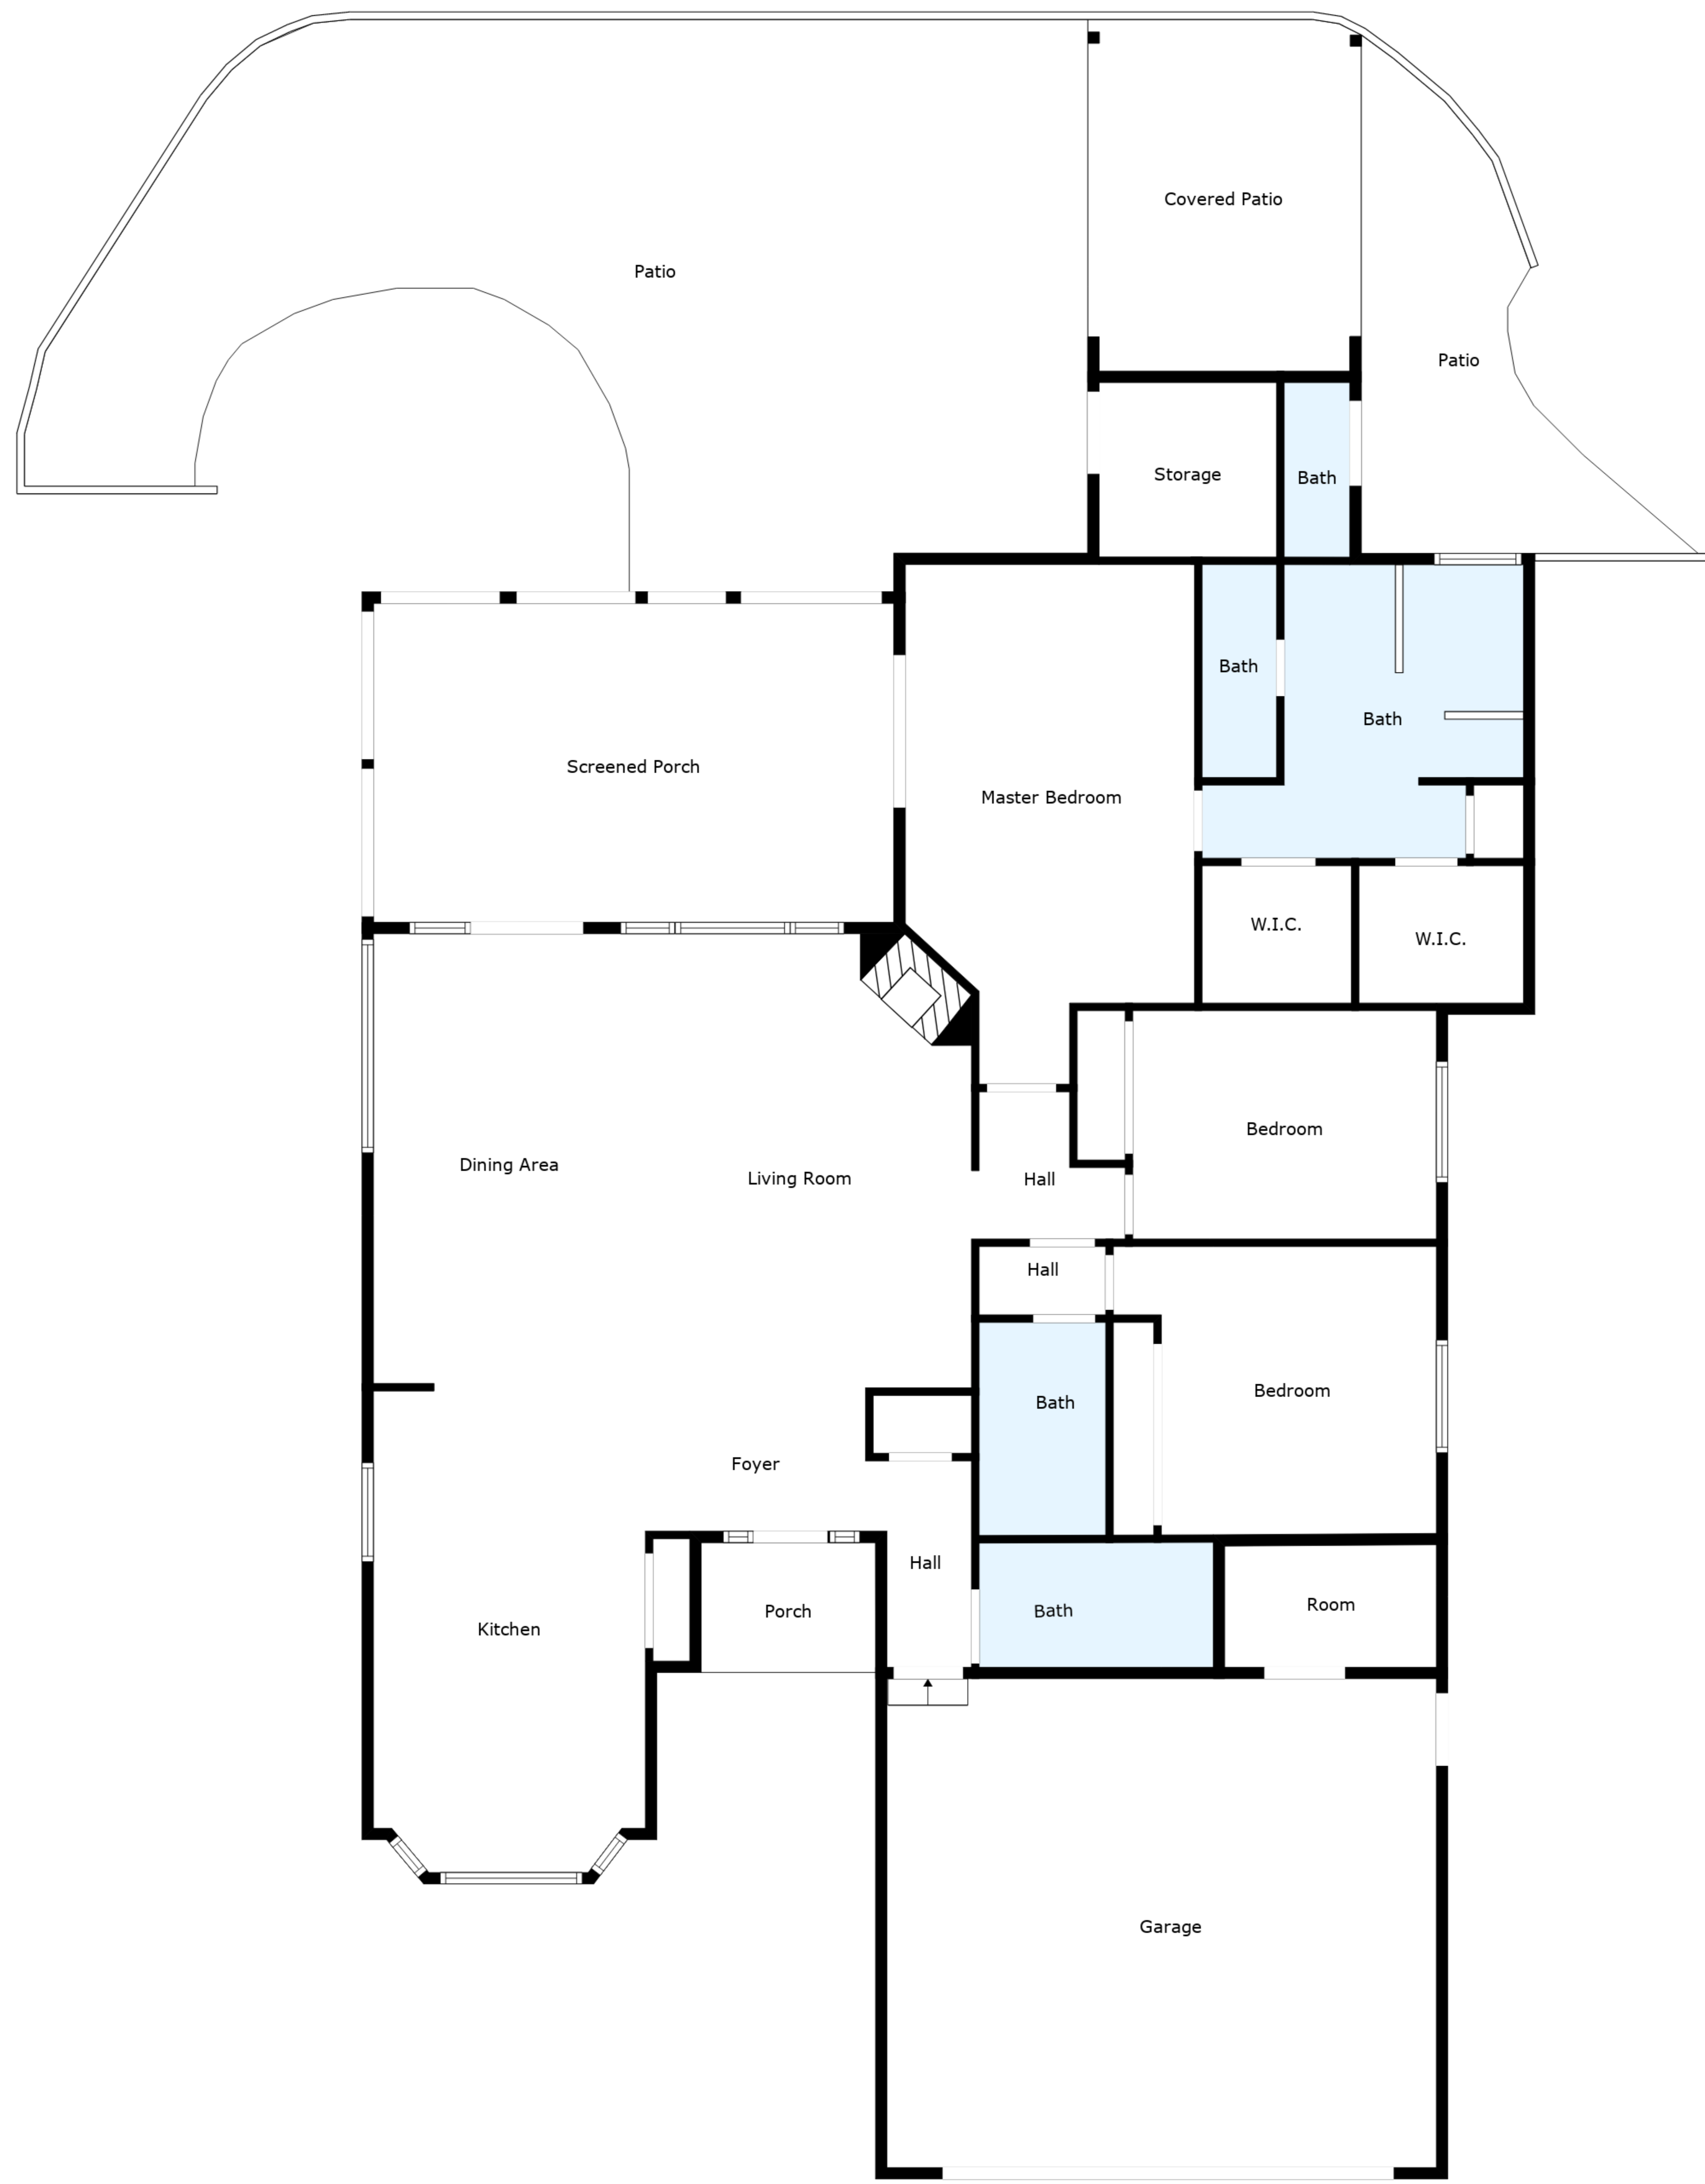 Covered Patio
Patio
Patio
Storage
Bath
Bath
Bath
Screened Porch
Master Bedroom
W.I.C.
W.I.C.
Bedroom
Dining Area
Living Room
Hall
Hall
Bedroom
Bath
Foyer
Hall
Room
Porch
Bath
Kitchen
Garage